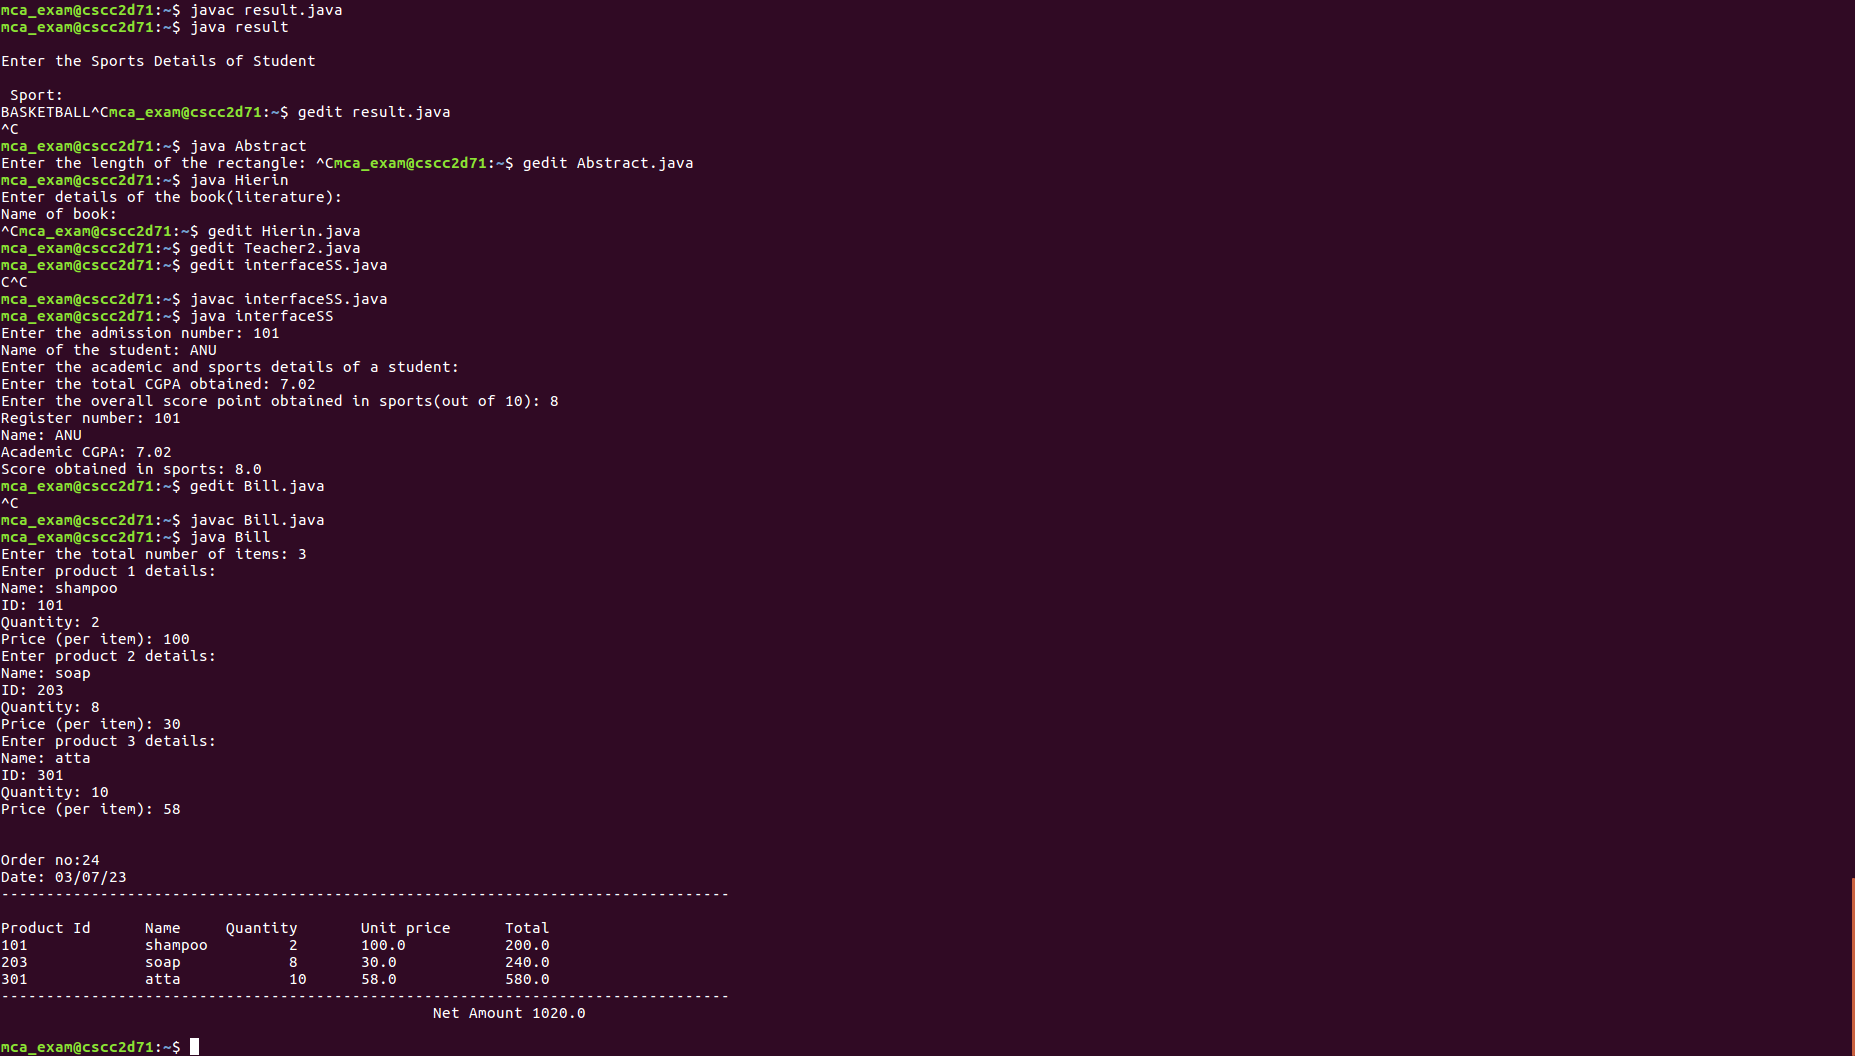 mca_exam@cscc2d71:~$ javac result.java
mca_exam@cscc2d71:~$ java result
Enter the Sports Details of Student
Sport:
BASKETBALL^Cmca_exam@cscc2d71:~$ gedit result.java
^C
mca_exam@cscc2d71:~$ java Abstract
Enter the length of the rectangle: ^Cmca_exam@cscc2d71:~$ gedit Abstract.java
mca_exam@cscc2d71:~$ java Hierin
Enter details of the book(literature):
Name of book:
^Cmca_exam@cscc2d71:~$ gedit Hierin.java
mca_exam@cscc2d71:~$ gedit Teacher2.java
mca_exam@cscc2d71:~$ gedit interfaceSS.java
C^C
mca_exam@cscc2d71:~$ javac interfaceSS.java
mca_exam@cscc2d71:~$ java interfaceSS
Enter the admission number: 101
Name of the student: ANU
Enter the academic and sports details of a student:
Enter the total CGPA obtained: 7.02
Enter the overall score point obtained in sports(out of 10): 8
Register number: 101
Name: ANU
Academic CGPA: 7.02
Score obtained in sports: 8.0
mca_exam@cscc2d71:~$ gedit Bill.java
^C
mca_exam@cscc2d71:~$ javac Bill.java
mca_exam@cscc2d71:~$ java Bill
Enter the total number of items: 3
Enter product 1 details:
Name: shampoo
ID: 101
Quantity: 2
Price (per item): 100
Enter product 2 details:
Name: soap
ID: 203
Quantity: 8
Price (per item): 30
Enter product 3 details:
Name: atta
ID: 301
Quantity: 10
Price (per item): 58
Order no:24
Date: 03/07/23
---------------------------------------------------------------------------------
Product Id      Name     Quantity       Unit price      Total
101             shampoo         2       100.0           200.0
203             soap            8       30.0            240.0
301             atta            10      58.0            580.0
---------------------------------------------------------------------------------
Net Amount 1020.0
mca_exam@cscc2d71:~$